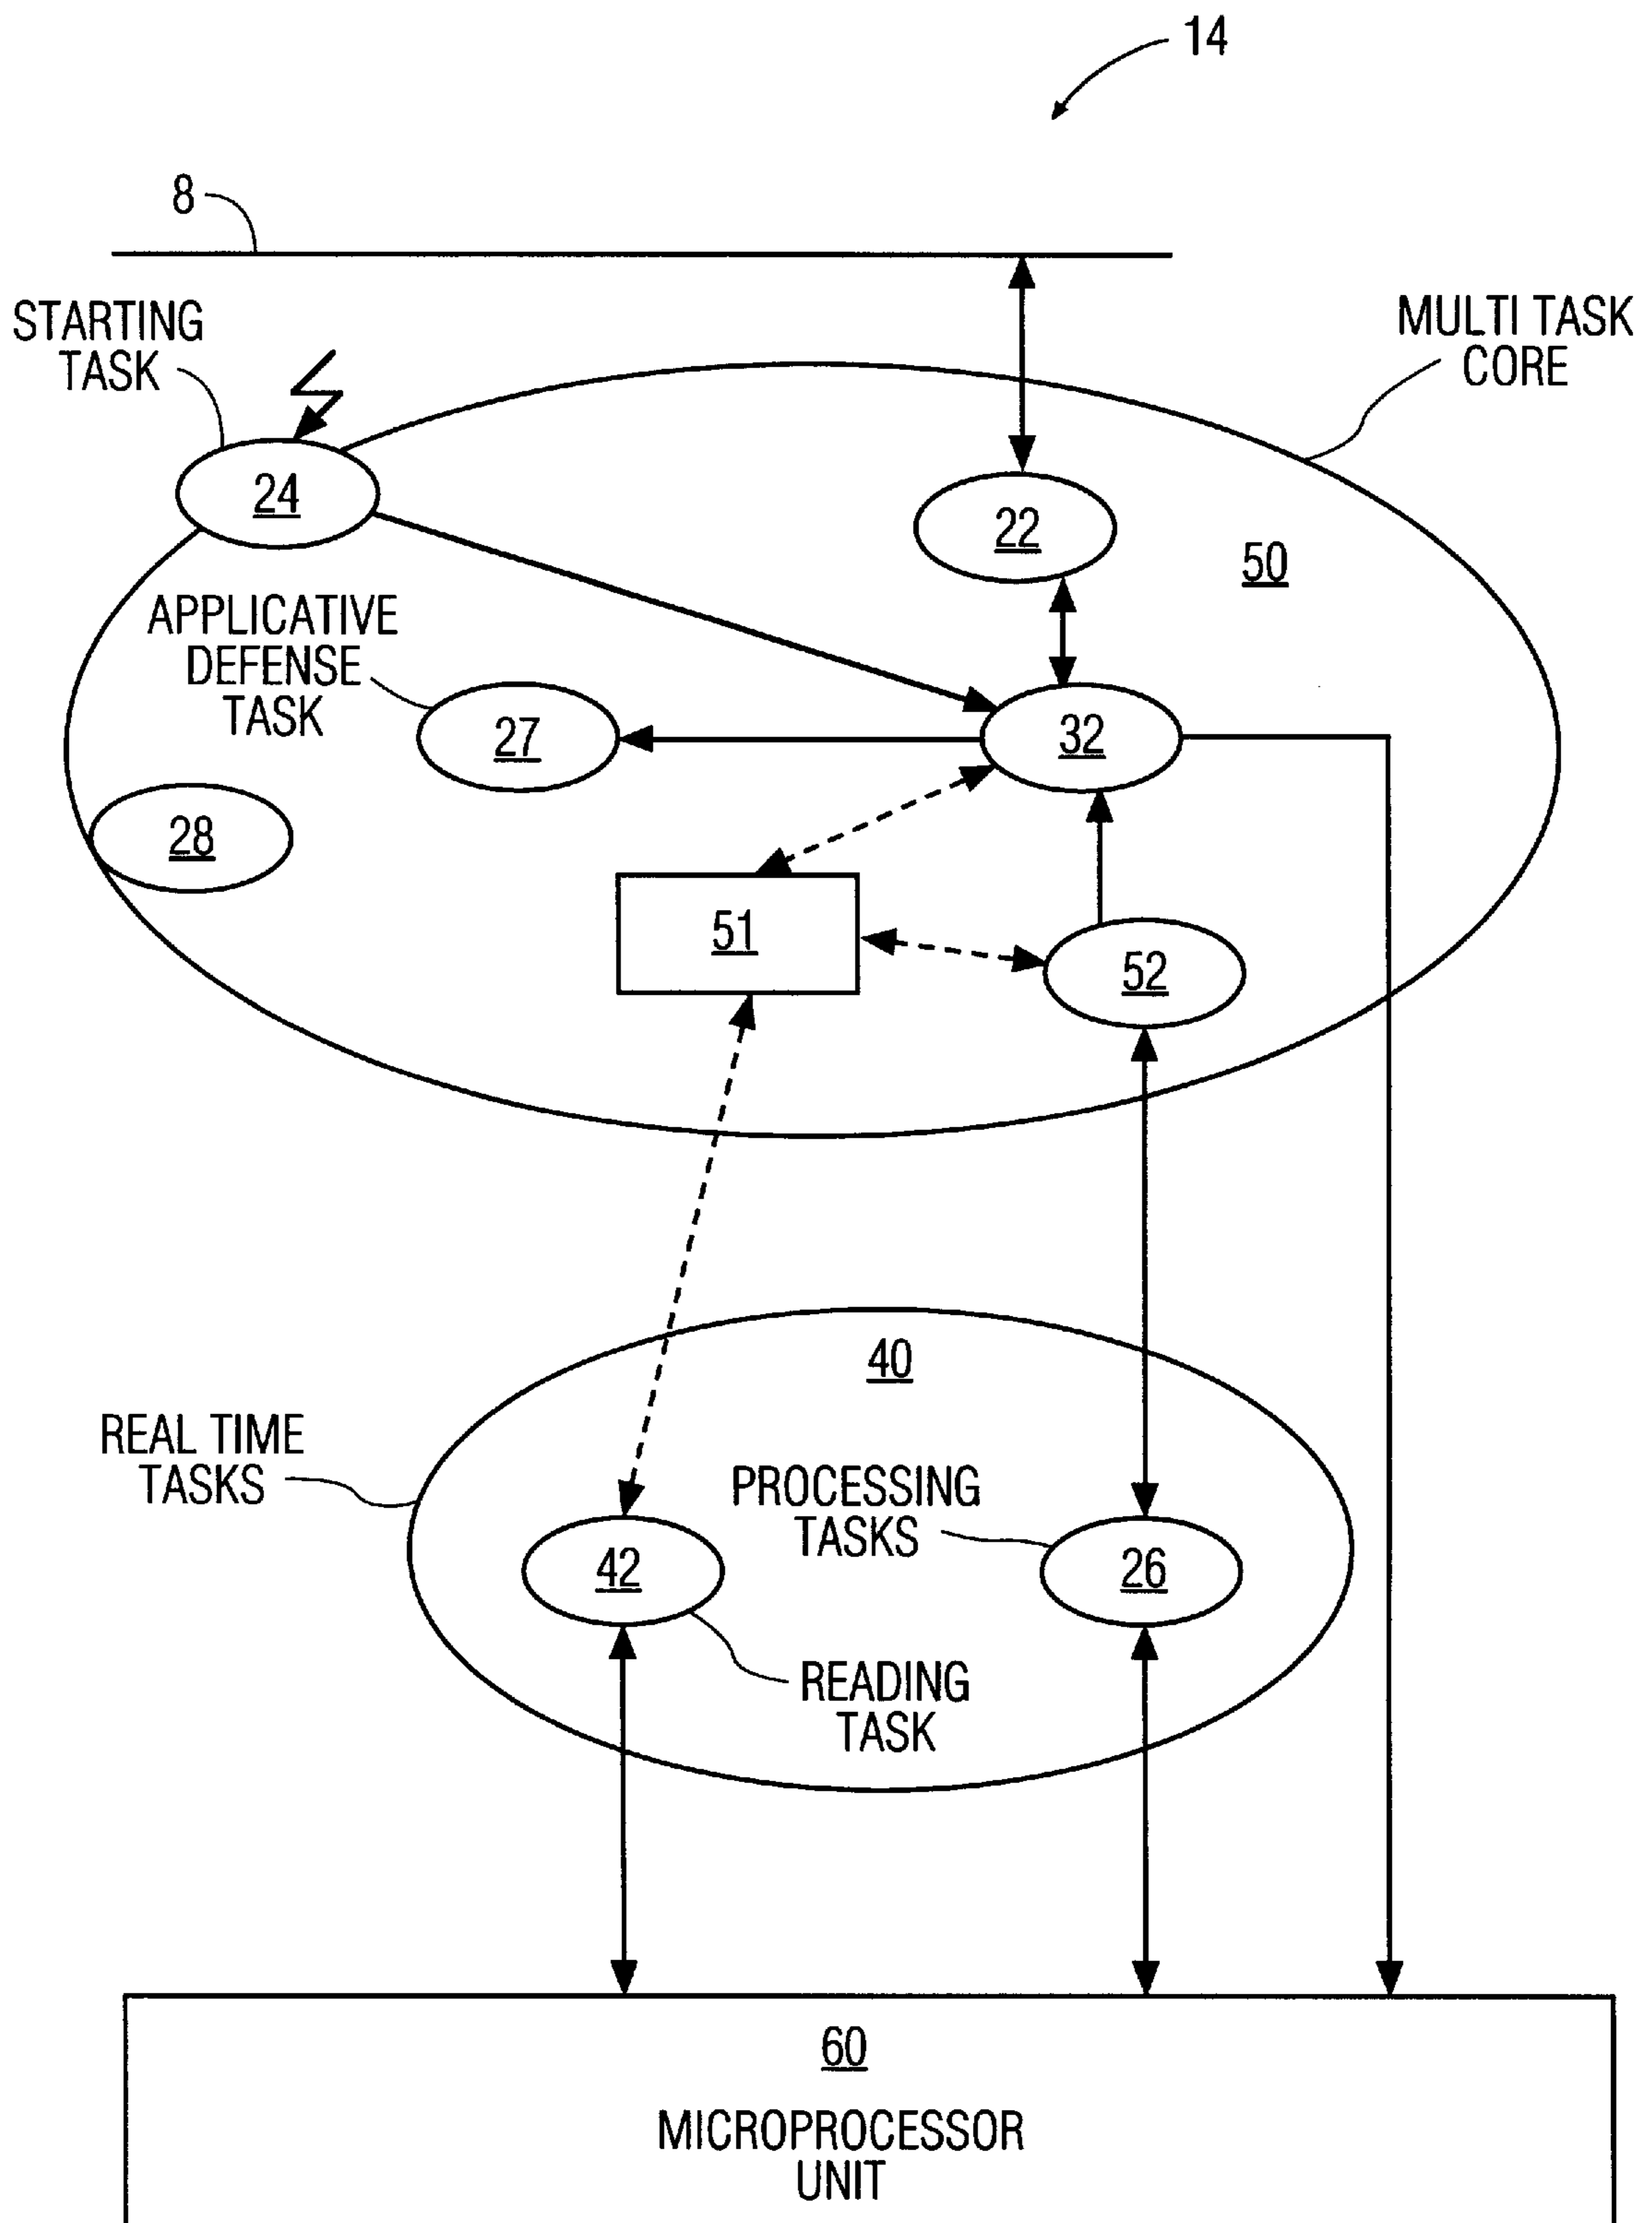 14
8
STARTING
TASK
MULTI TASK
CORE
24
22
50
APPLICATIVE
DEFENSE
TASK
27
32
28
51
52
40
REAL TIME
TASKS
PROCESSING
TASKS
42
26
READING
TASK
60
MICROPROCESSOR
UNIT